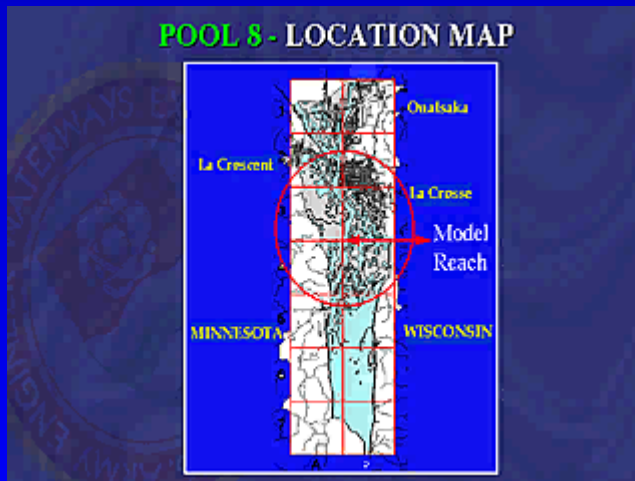 POOL 8 - LOCATION MAP
Onalaska
La Crescent
La Crosse
Model
Reach
MINNESOTA
WISCONSIN
A